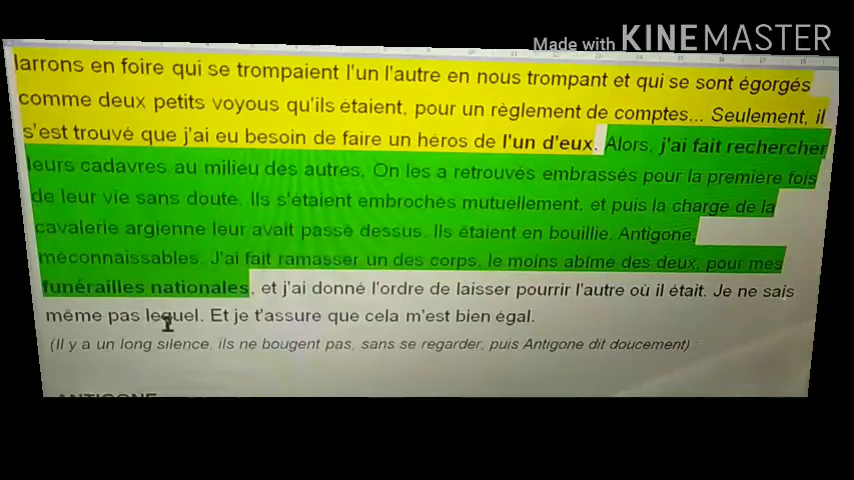 Made with KINEMASTER
larrons en foire qui se trompaient l'un l'autre en nous trompant et qui se sont égorgés
comme deux petits voyous qu'ils étaient, pour un règlement de comptes... Seulement, il
s'est trouvé que j'ai eu besoin de faire un héros de l'un d'eux. Alors, j'ai fait rechercher
leurs cadavres au milieu des autres. On les a retrouvés embrassés pour la première fois
de leur vie sans doute. Ils s'étaient embrochés mutuellement, et puis la charge de la
cavalerie argienne leur avait passé dessus. Ils étaient en bouillie, Antigone,
méconnaissables. J'ai fait ramasser un des corps, le moins abîmé des deux, pour mes
funérailles nationales, et j'ai donné l'ordre de laisser pourrir l'autre où il était. Je ne sais
même pas lequel. Et je t'assure que cela m'est bien égal.
(Il y a un long silence, ils ne bougent pas, sans se regarder, puis Antigone dit doucement) :
ANTIGONE